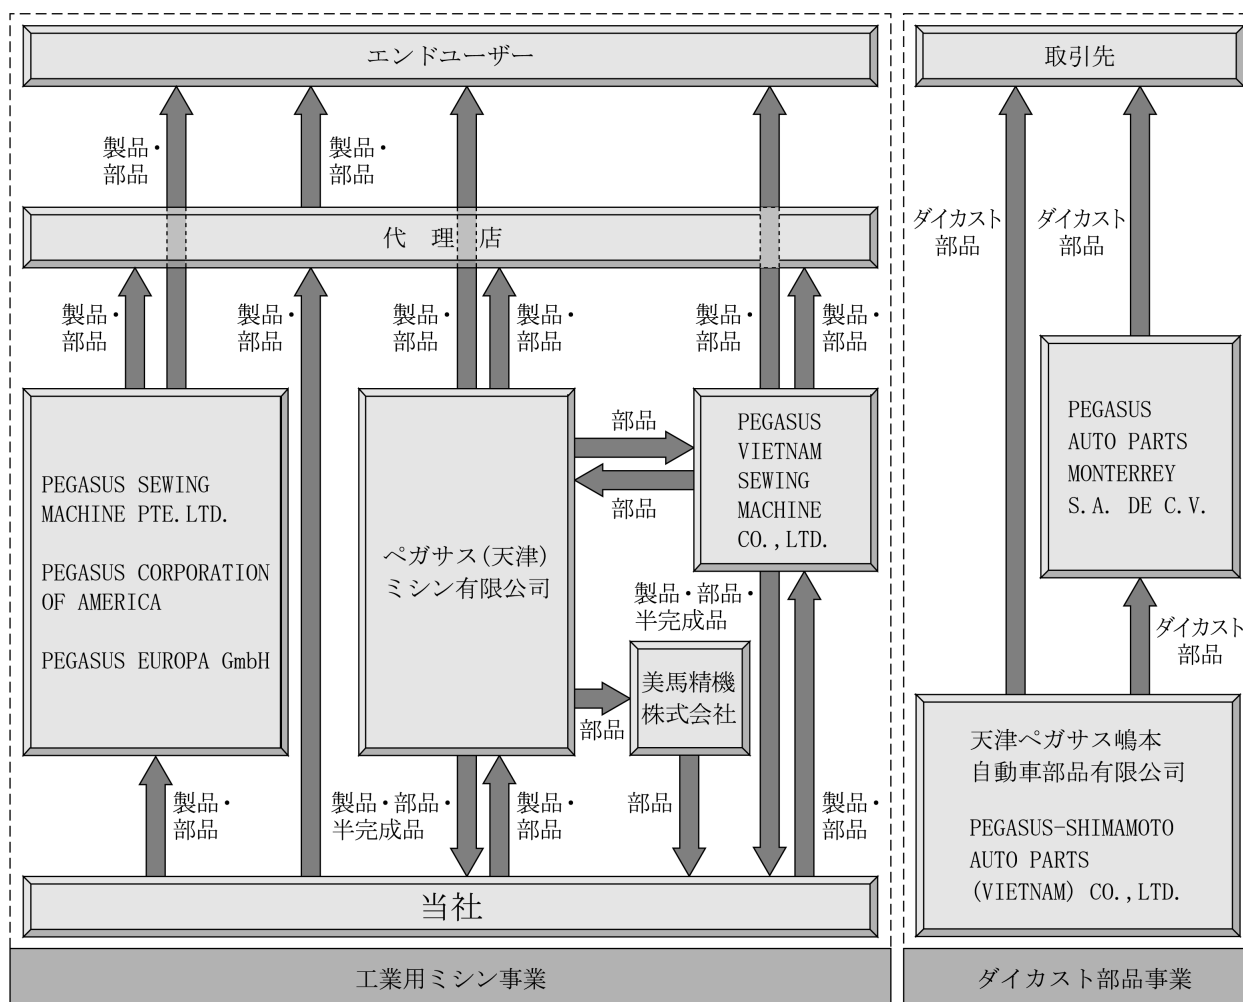 エンドユーザー
製品・
部品
製品・
部品
代 理 店
製品・
部品
製品・
部品
製品・
部品
製品・
部品
製品・
部品
製品・
部品
PEGASUS SEWING
MACHINE PTE.LTD.
PEGASUS CORPORATION
OF AMERICA
PEGASUS EUROPA GmbH
ペガサス(天津)
ミシン有限公司
部品
部品
PEGASUS
VIETNAM
SEWING
MACHINE
CO.,LTD.
製品・部品・
半完成品
美馬精機
株式会社
部品
製品・
部品
製品・部品・
半完成品
製品・
部品
部品
製品・
部品
当社
工業用ミシン事業
取引先
ダイカスト
部品
ダイカスト
部品
PEGASUS
AUTO PARTS
MONTERREY
S.A. DE C.V.
ダイカスト
部品
天津ペガサス嶋本
自動車部品有限公司
PEGASUS-SHIMAMOTO
AUTO PARTS
(VIETNAM) CO.,LTD.
ダイカスト部品事業